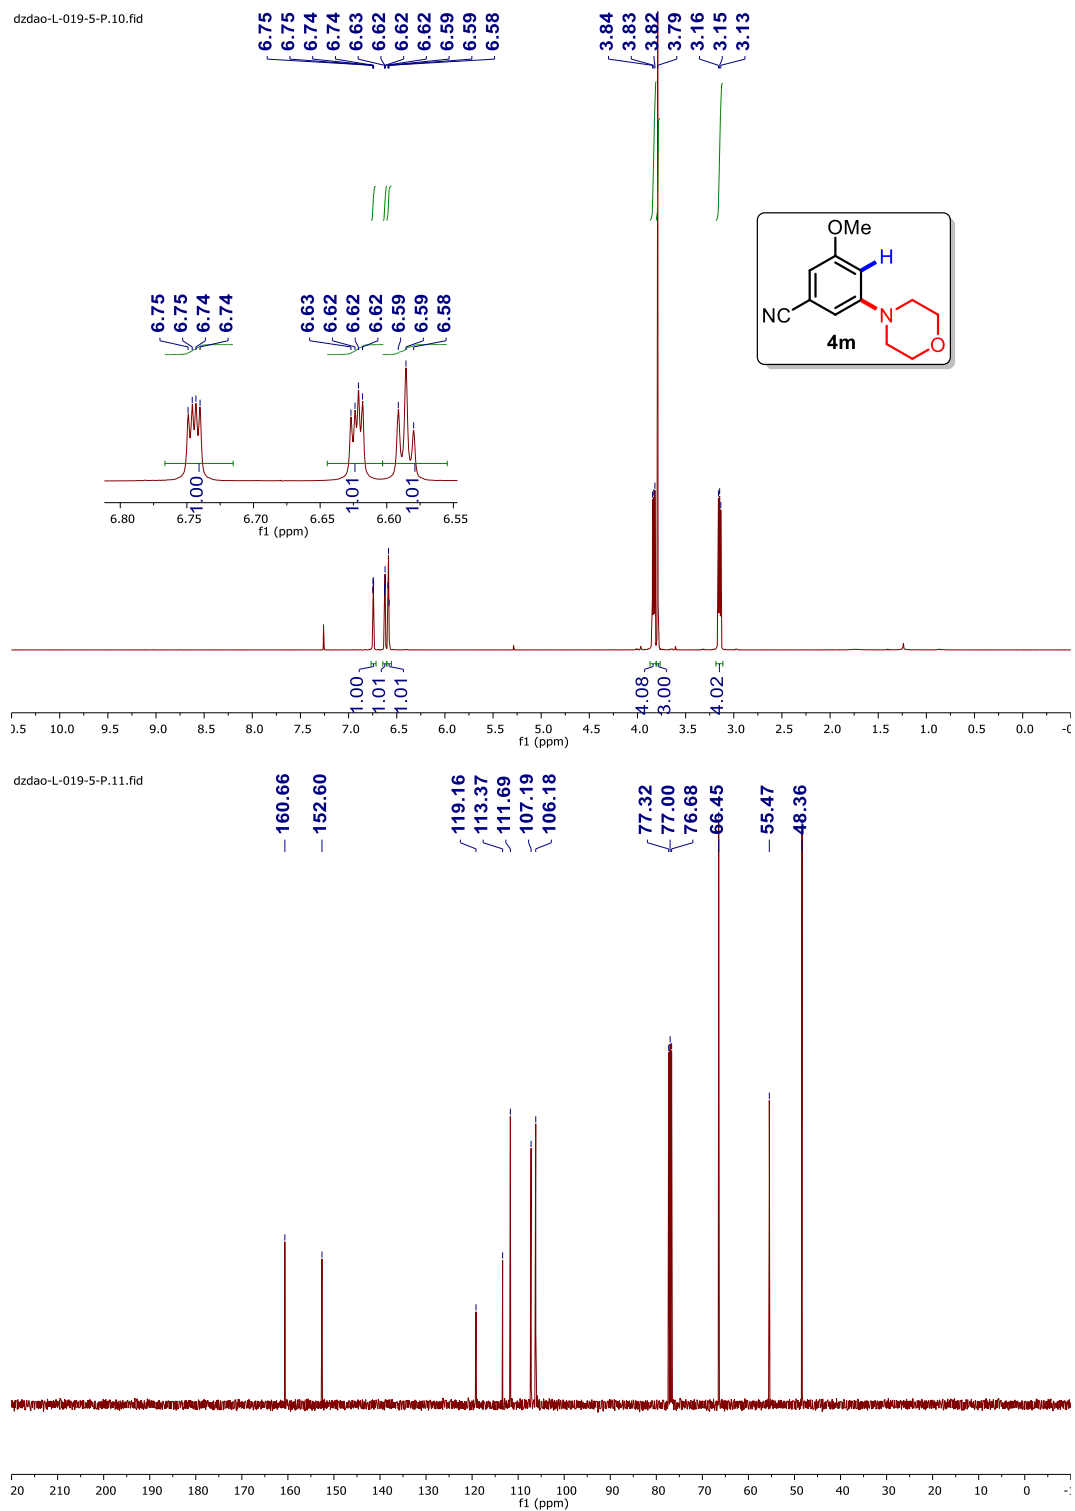 dzdao-L-019-5-P.10.fid
6.75 6.75 6.74 6.74 6.63 6.62 6.62 6.62 6.59 6.59 6.58 3.84 3.83 3.82 3.79 3.16 3.15 3.13
OMe
H
NC
N
O
4m
6.75 6.75 6.74 6.74 6.63 6.62 6.62 6.62 6.59 6.59 6.58
1.00 1.01 1.01
6.80 6.75 6.70 6.65 6.60 6.55
f1 (ppm)
1.00 1.01 1.01 4.08 3.00 4.02
0.5 10.0 9.5 9.0 8.5 8.0 7.5 7.0 6.5 6.0 5.5 5.0 4.5 4.0 3.5 3.0 2.5 2.0 1.5 1.0 0.5 0.0 -0
f1 (ppm)
dzdao-L-019-5-P.11.fid
160.66 152.60 119.16 113.37 111.69 107.19 106.18 77.32 77.00 76.68 66.45 55.47 48.36
20 210 200 190 180 170 160 150 140 130 120 110 100 90 80 70 60 50 40 30 20 10 0 -1
f1 (ppm)